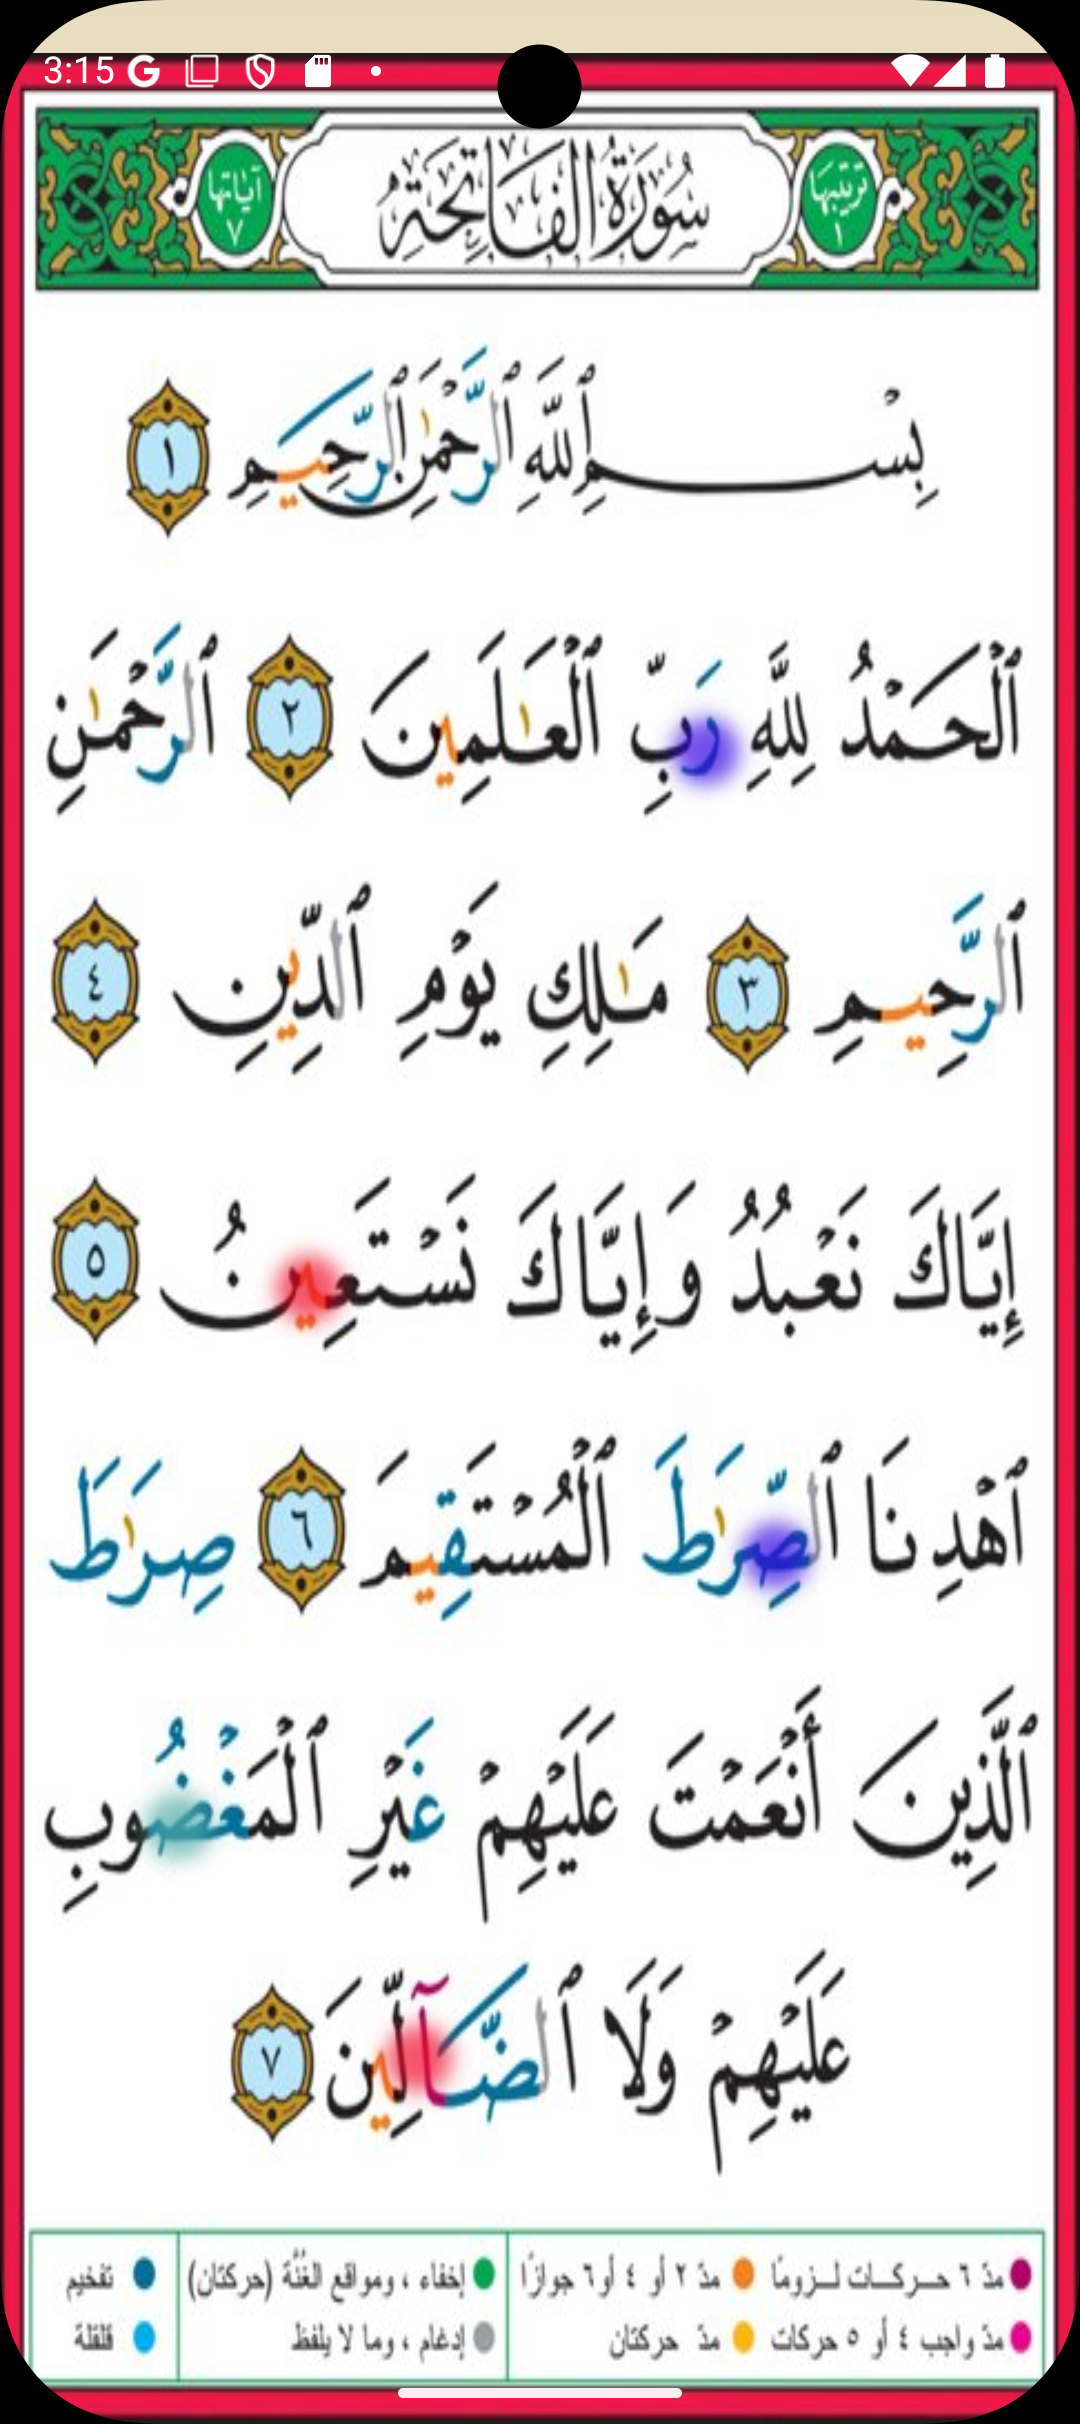 3:15
ترتيبها ١
سُورَةُ الفَاتِحَةِ
آياتها ٧
بِسْمِ ٱللَّهِ ٱلرَّحْمَٰنِ ٱلرَّحِيمِ ١
ٱلْحَمْدُ لِلَّهِ رَبِّ ٱلْعَٰلَمِينَ ٢ ٱلرَّحْمَٰنِ
ٱلرَّحِيمِ ٣ مَٰلِكِ يَوْمِ ٱلدِّينِ ٤
إِيَّاكَ نَعْبُدُ وَإِيَّاكَ نَسْتَعِينُ ٥
ٱهْدِنَا ٱلصِّرَٰطَ ٱلْمُسْتَقِيمَ ٦ صِرَٰطَ
ٱلَّذِينَ أَنْعَمْتَ عَلَيْهِمْ غَيْرِ ٱلْمَغْضُوبِ
عَلَيْهِمْ وَلَا ٱلضَّآلِّينَ ٧
مدّ ٦ حركات لزومًا مدّ ٢ أو ٤ أو ٦ جوازًا إخفاء ، ومواقع الغُنَّة (حركتان) تفخيم
مدّ واجب ٤ أو ٥ حركات مدّ حركتان إدغام ، وما لا يلفظ قلقلة